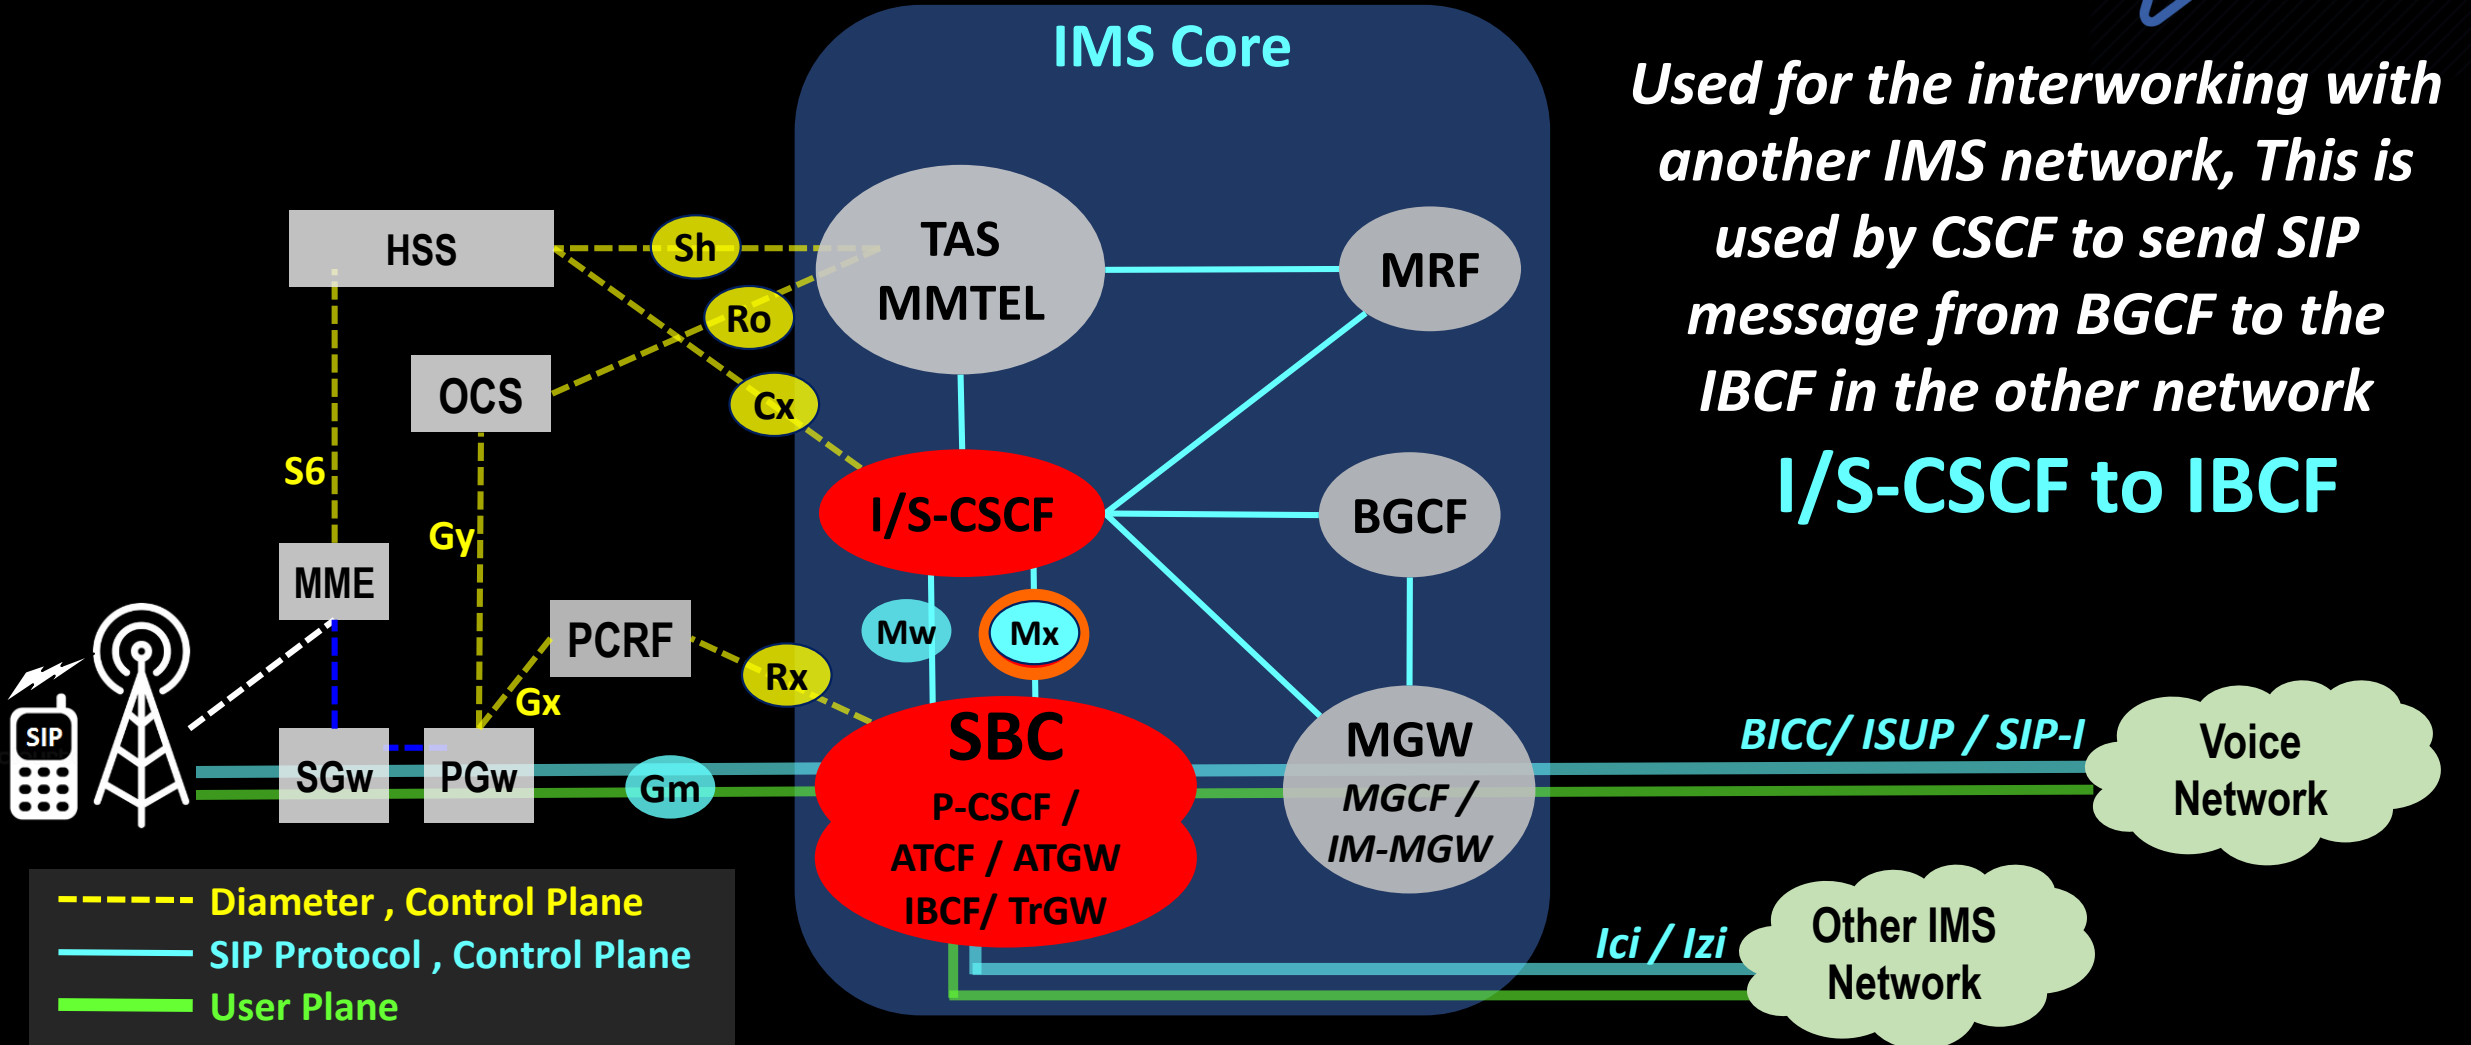 IMS Core
Used for the interworking with
another IMS network, This is
used by CSCF to send SIP
message from BGCF to the
IBCF in the other network
I/S-CSCF to IBCF
HSS
Sh
TAS
MMTEL
MRF
Ro
OCS
Cx
S6
I/S-CSCF
BGCF
Gy
MME
PCRF
Mw
Mx
Rx
Gx
SIP
SGw
PGw
Gm
SBC
P-CSCF /
ATCF / ATGW
IBCF/ TrGW
MGW
MGCF /
IM-MGW
BICC/ ISUP / SIP-I
Voice
Network
Ici / Izi
Other IMS
Network
Diameter , Control Plane
SIP Protocol , Control Plane
User Plane